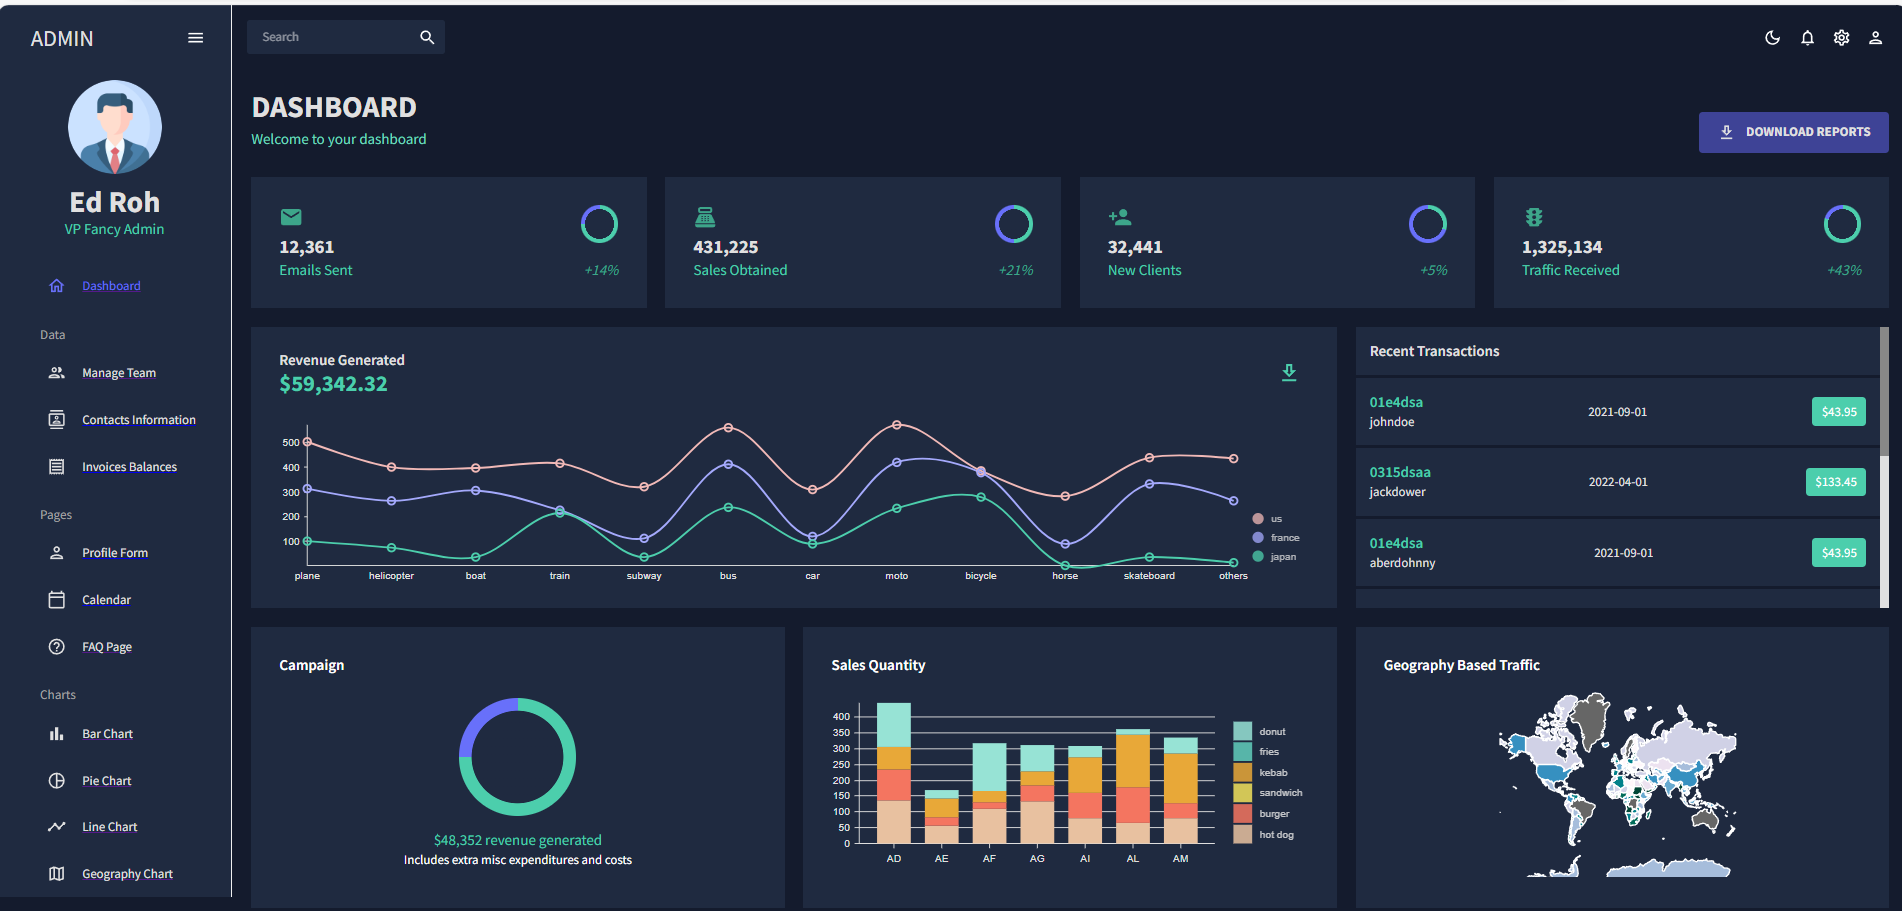 ADMIN
Search
Ed Roh
VP Fancy Admin
Dashboard
Data
Manage Team
Contacts Information
Invoices Balances
Pages
Profile Form
Calendar
FAQ Page
Charts
Bar Chart
Pie Chart
Line Chart
Geography Chart
DASHBOARD
Welcome to your dashboard
DOWNLOAD REPORTS
12,361
Emails Sent
+14%
431,225
Sales Obtained
+21%
32,441
New Clients
+5%
1,325,134
Traffic Received
+43%
Revenue Generated
$59,342.32
500
400
300
200
100
plane helicopter boat train subway bus car moto bicycle horse skateboard others
us
france
japan
Recent Transactions
01e4dsa
johndoe
2021-09-01
$43.95
0315dsaa
jackdower
2022-04-01
$133.45
01e4dsa
aberdohnny
2021-09-01
$43.95
Campaign
$48,352 revenue generated
Includes extra misc expenditures and costs
Sales Quantity
400
350
300
250
200
150
100
50
0
AD AE AF AG AI AL AM
donut
fries
kebab
sandwich
burger
hot dog
Geography Based Traffic